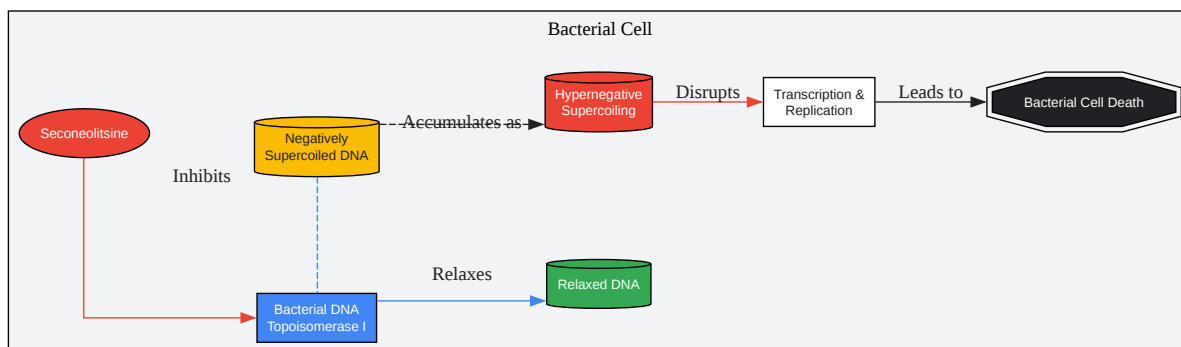 Bacterial Cell
Seconeolitsine
Inhibits
Negatively
Supercoiled DNA
Accumulates as
Hypernegative
Supercoiling
Disrupts
Transcription &
Replication
Leads to
Bacterial Cell Death
Bacterial DNA
Topoisomerase I
Relaxes
Relaxed DNA